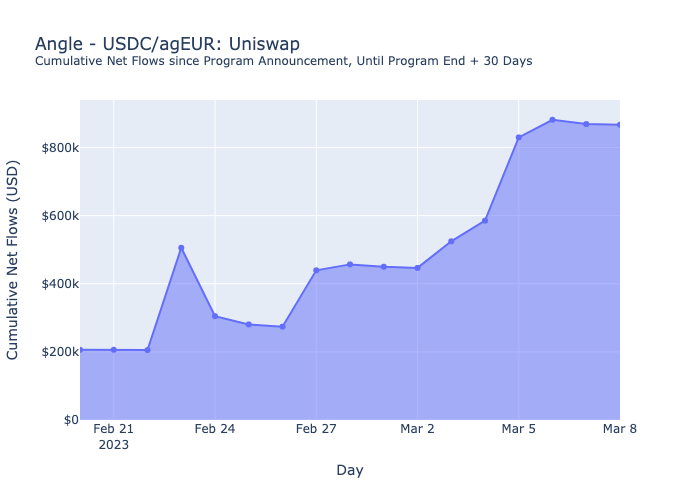 Angle - USDC/agEUR: Uniswap
Cumulative Net Flows since Program Announcement, Until Program End + 30 Days
Cumulative Net Flows (USD)
$800k
$600k
$400k
$200k
$0
Feb 21 Feb 24 Feb 27 Mar 2 Mar 5 Mar 8
2023
Day